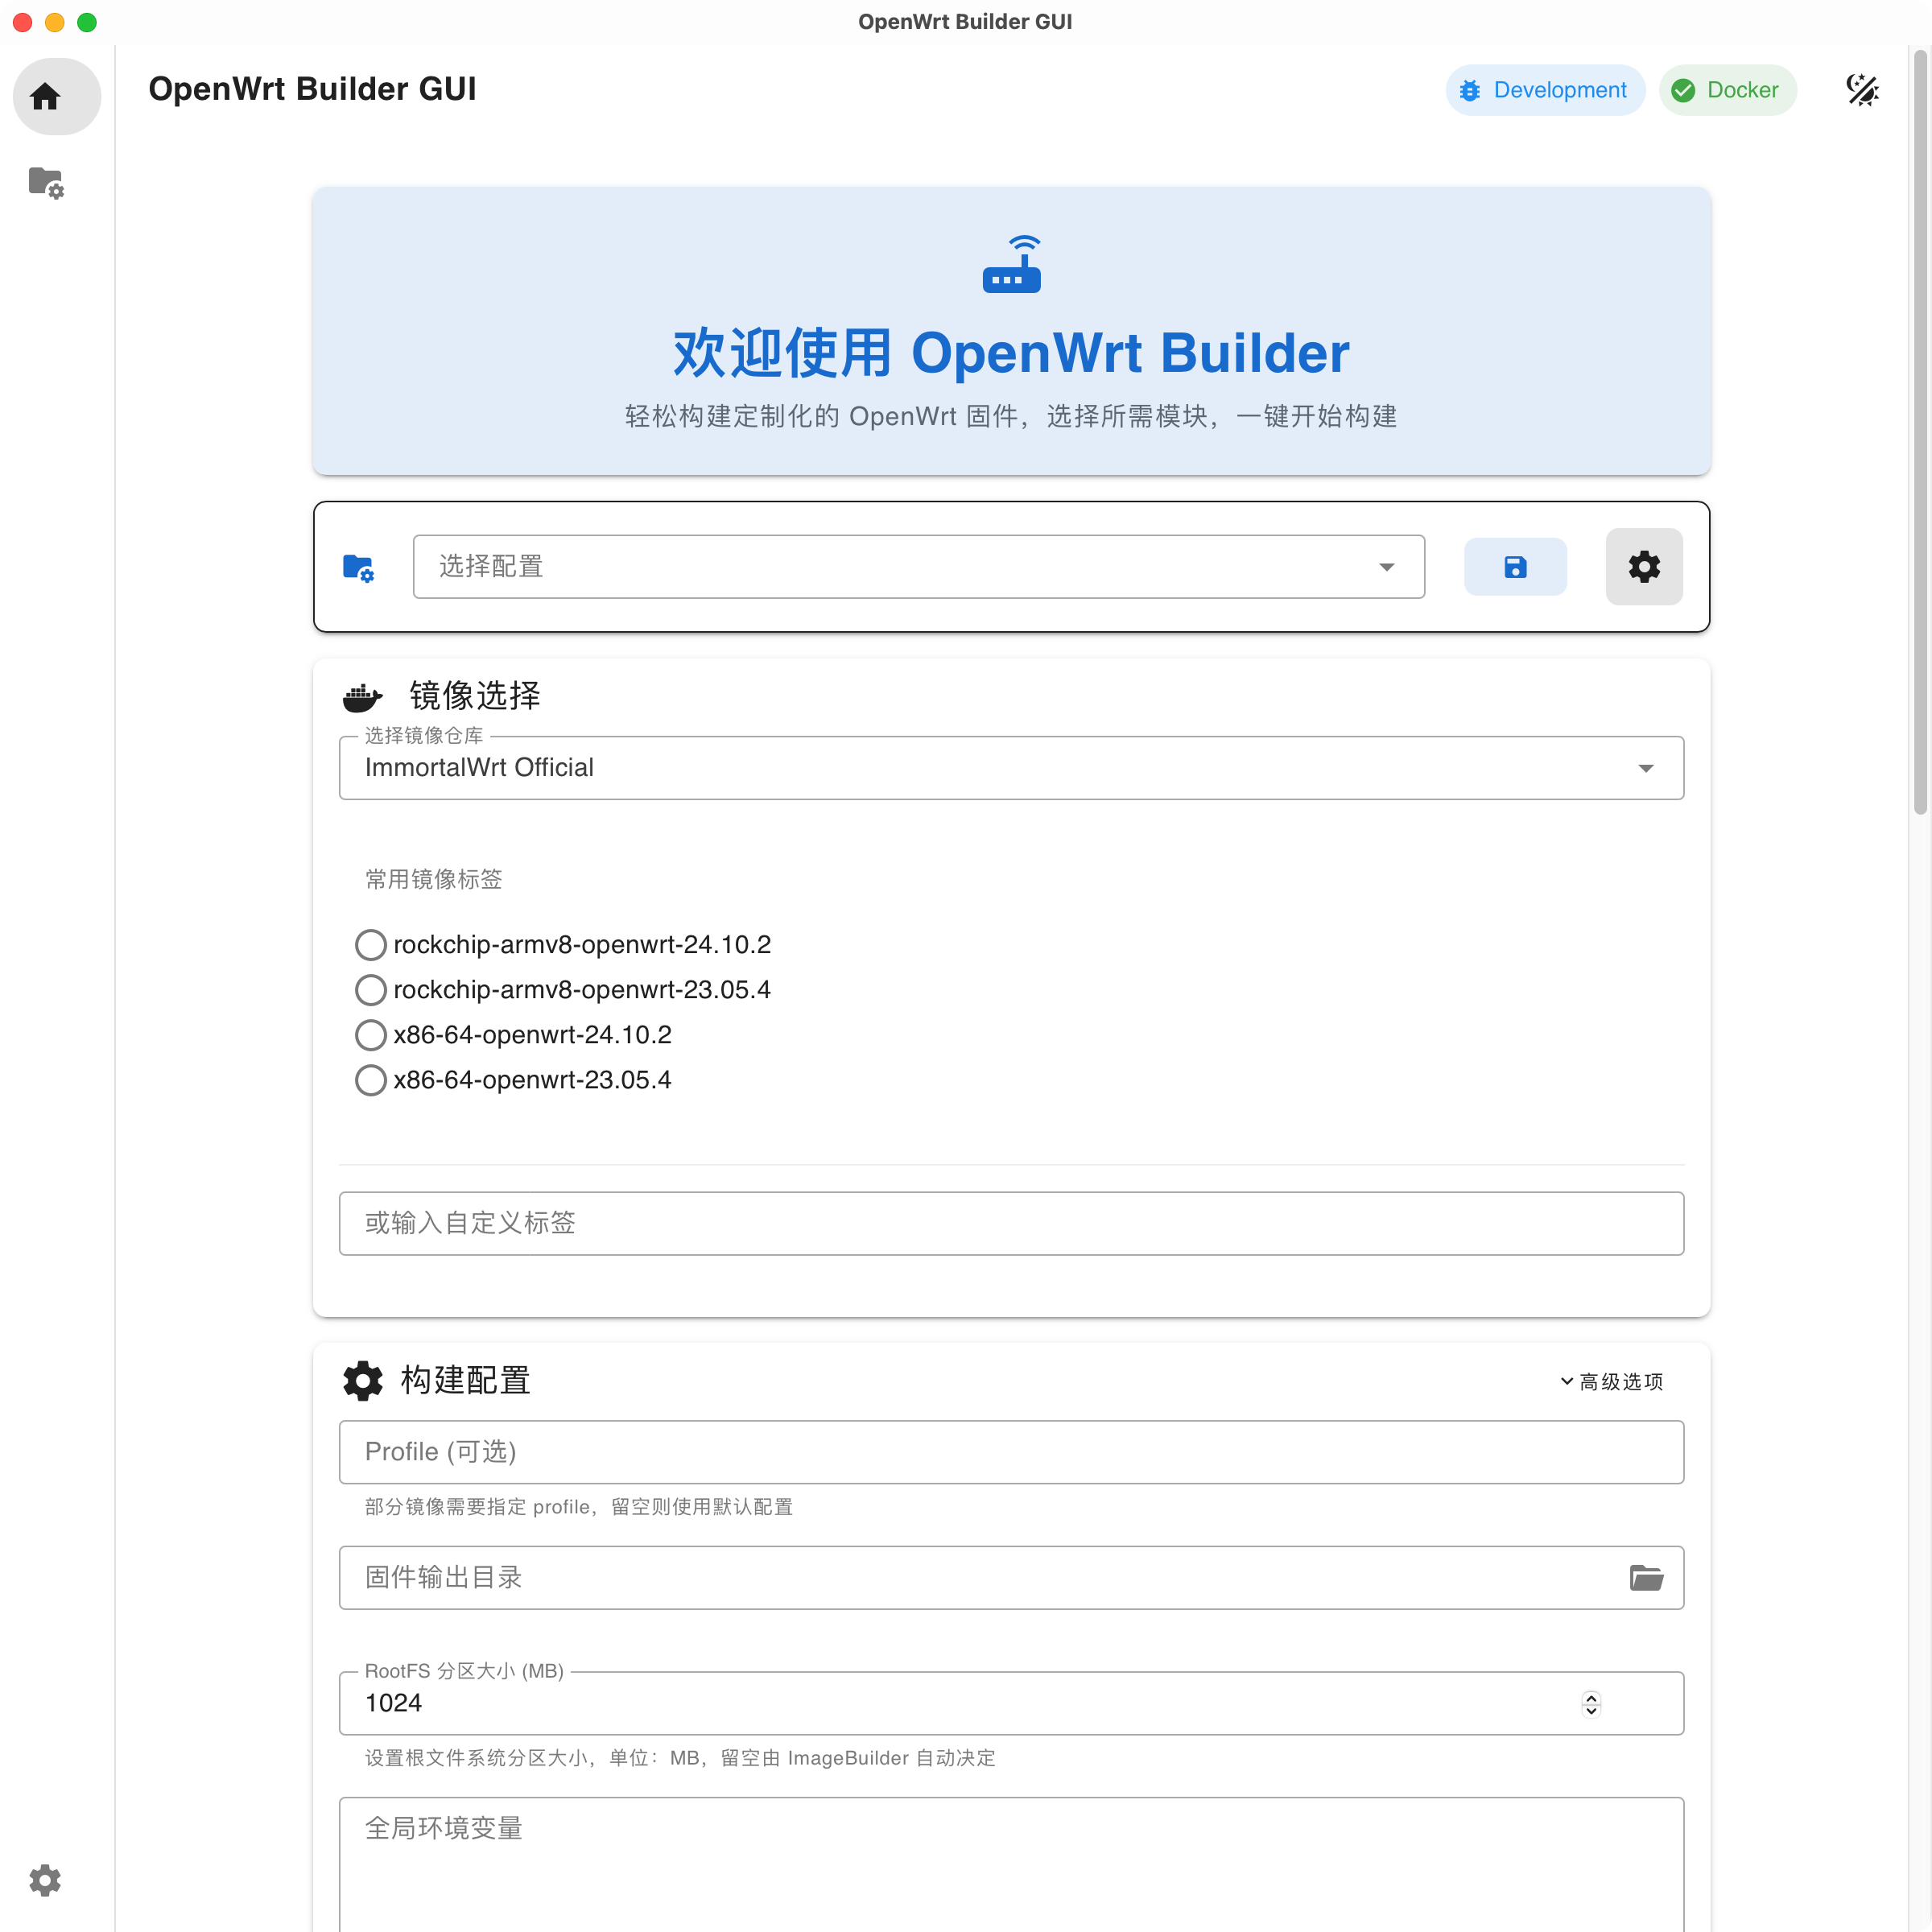 OpenWrt Builder GUI
OpenWrt Builder GUI
Development
Docker
欢迎使用 OpenWrt Builder
轻松构建定制化的 OpenWrt 固件，选择所需模块，一键开始构建
选择配置
镜像选择
选择镜像仓库
ImmortalWrt Official
常用镜像标签
rockchip-armv8-openwrt-24.10.2
rockchip-armv8-openwrt-23.05.4
x86-64-openwrt-24.10.2
x86-64-openwrt-23.05.4
或输入自定义标签
构建配置
高级选项
Profile (可选)
部分镜像需要指定 profile，留空则使用默认配置
固件输出目录
RootFS 分区大小 (MB)
1024
设置根文件系统分区大小，单位：MB，留空由 ImageBuilder 自动决定
全局环境变量